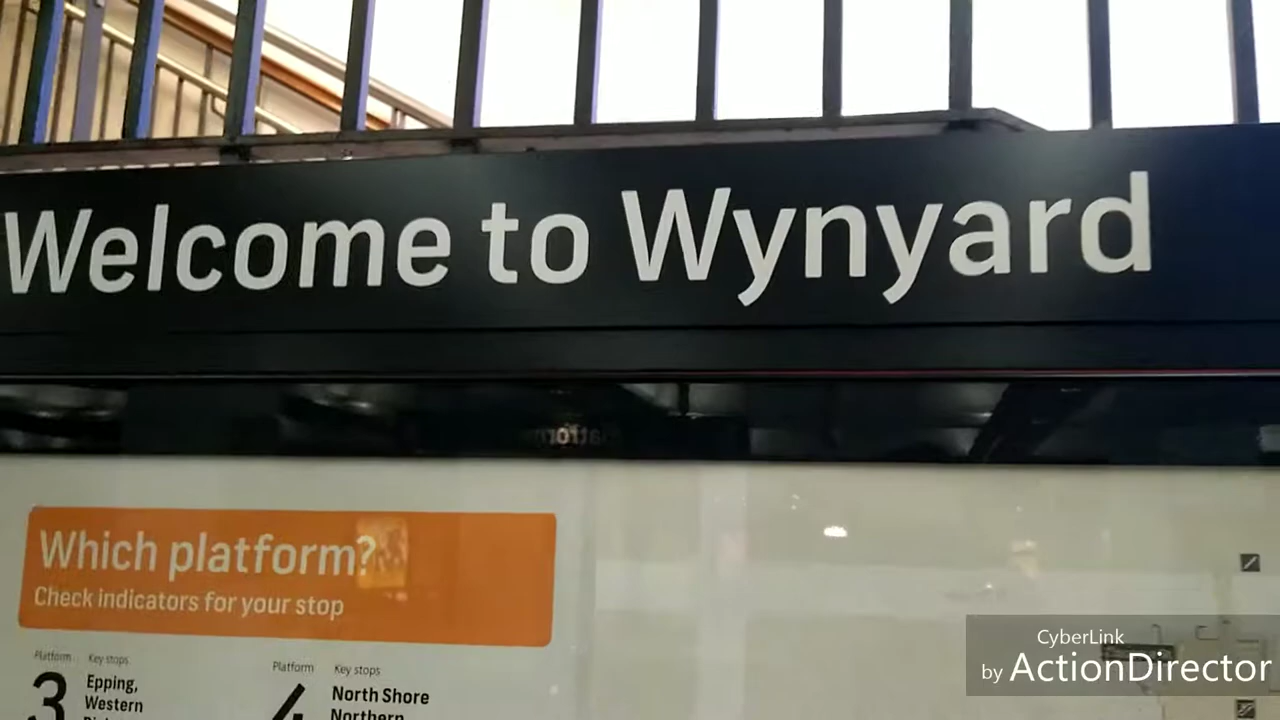 Welcome to Wynyard
Which platform?
Check indicators for your stop
Platform Key stops
3 Epping,
Western
Platform Key stops
4 North Shore
Northern
CyberLink
by ActionDirector